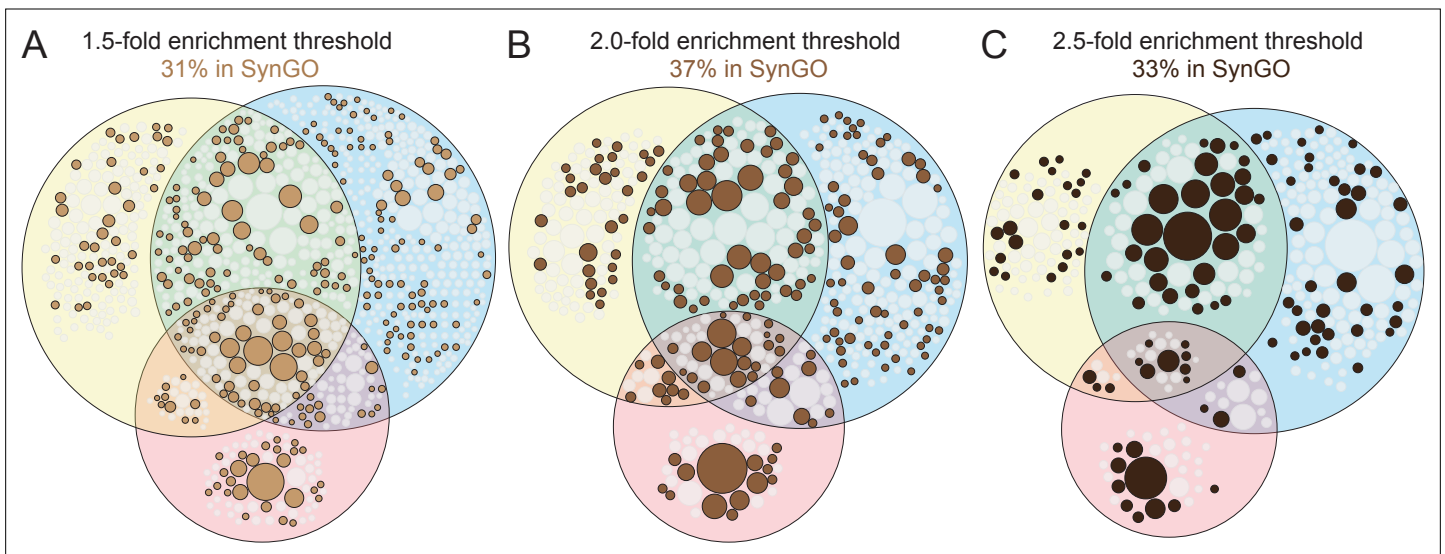 A
1.5-fold enrichment threshold
31% in SynGO
B
2.0-fold enrichment threshold
37% in SynGO
C
2.5-fold enrichment threshold
33% in SynGO